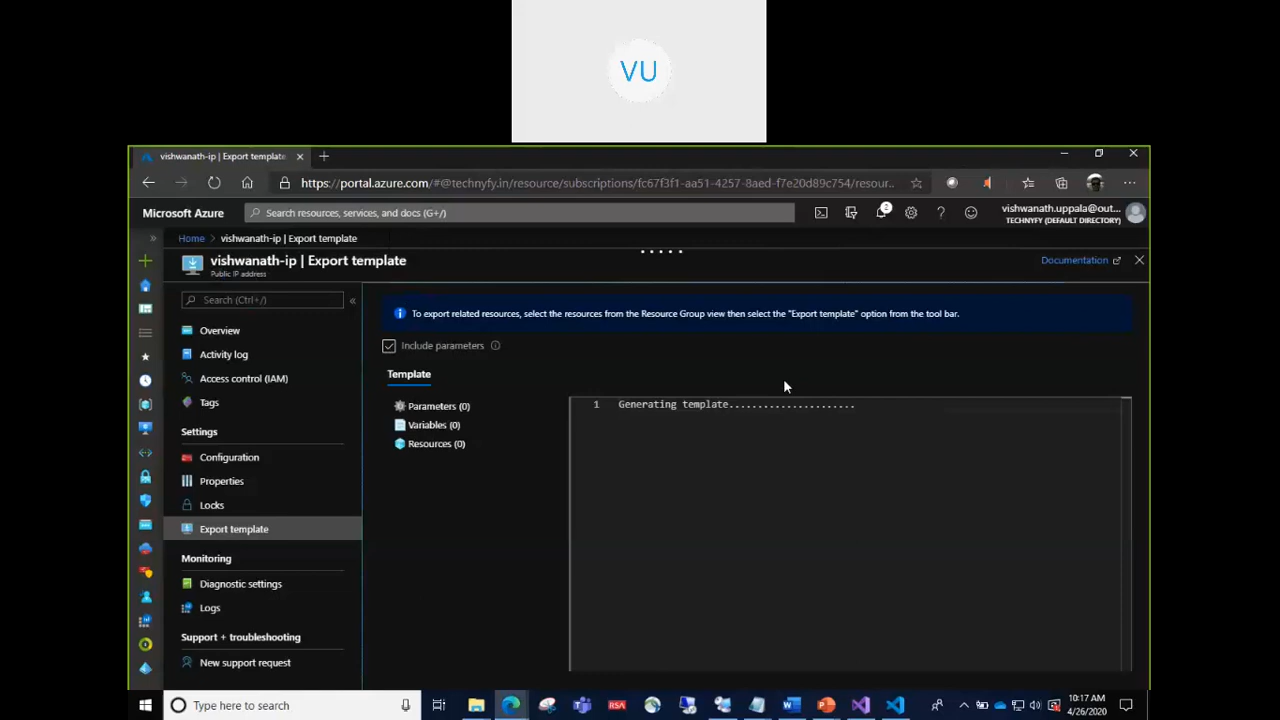 VU
vishwanath-ip | Export template
https://portal.azure.com/#@technyfy.in/resource/subscriptions/fc67f3f1-aa51-4257-8aed-f7e20d89c754/resour...
Microsoft Azure
Search resources, services, and docs (G+/)
2
vishwanath.uppala@out...
TECHNYFY (DEFAULT DIRECTORY)
Home > vishwanath-ip | Export template
vishwanath-ip | Export template
Public IP address
Documentation
Search (Ctrl+/)
Overview
Activity log
Access control (IAM)
Tags
Settings
Configuration
Properties
Locks
Export template
Monitoring
Diagnostic settings
Logs
Support + troubleshooting
New support request
To export related resources, select the resources from the Resource Group view then select the "Export template" option from the tool bar.
Include parameters
Template
Parameters (0)
Variables (0)
Resources (0)
1 Generating template......................
Type here to search
RSA
10:17 AM
4/26/2020